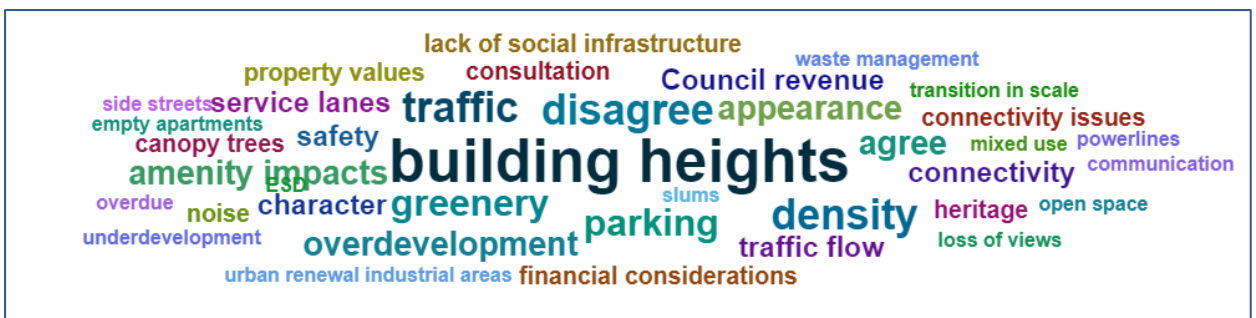 lack of social infrastructure
waste management
property values
consultation
Council revenue
transition in scale
side streets
service lanes
traffic
disagree
appearance
connectivity issues
empty apartments
canopy trees
safety
building heights
agree
mixed use
powerlines
amenity impacts
ESD
connectivity
communication
overdue
noise
character
greenery
slums
parking
density
heritage
open space
underdevelopment
overdevelopment
traffic flow
loss of views
urban renewal industrial areas
financial considerations